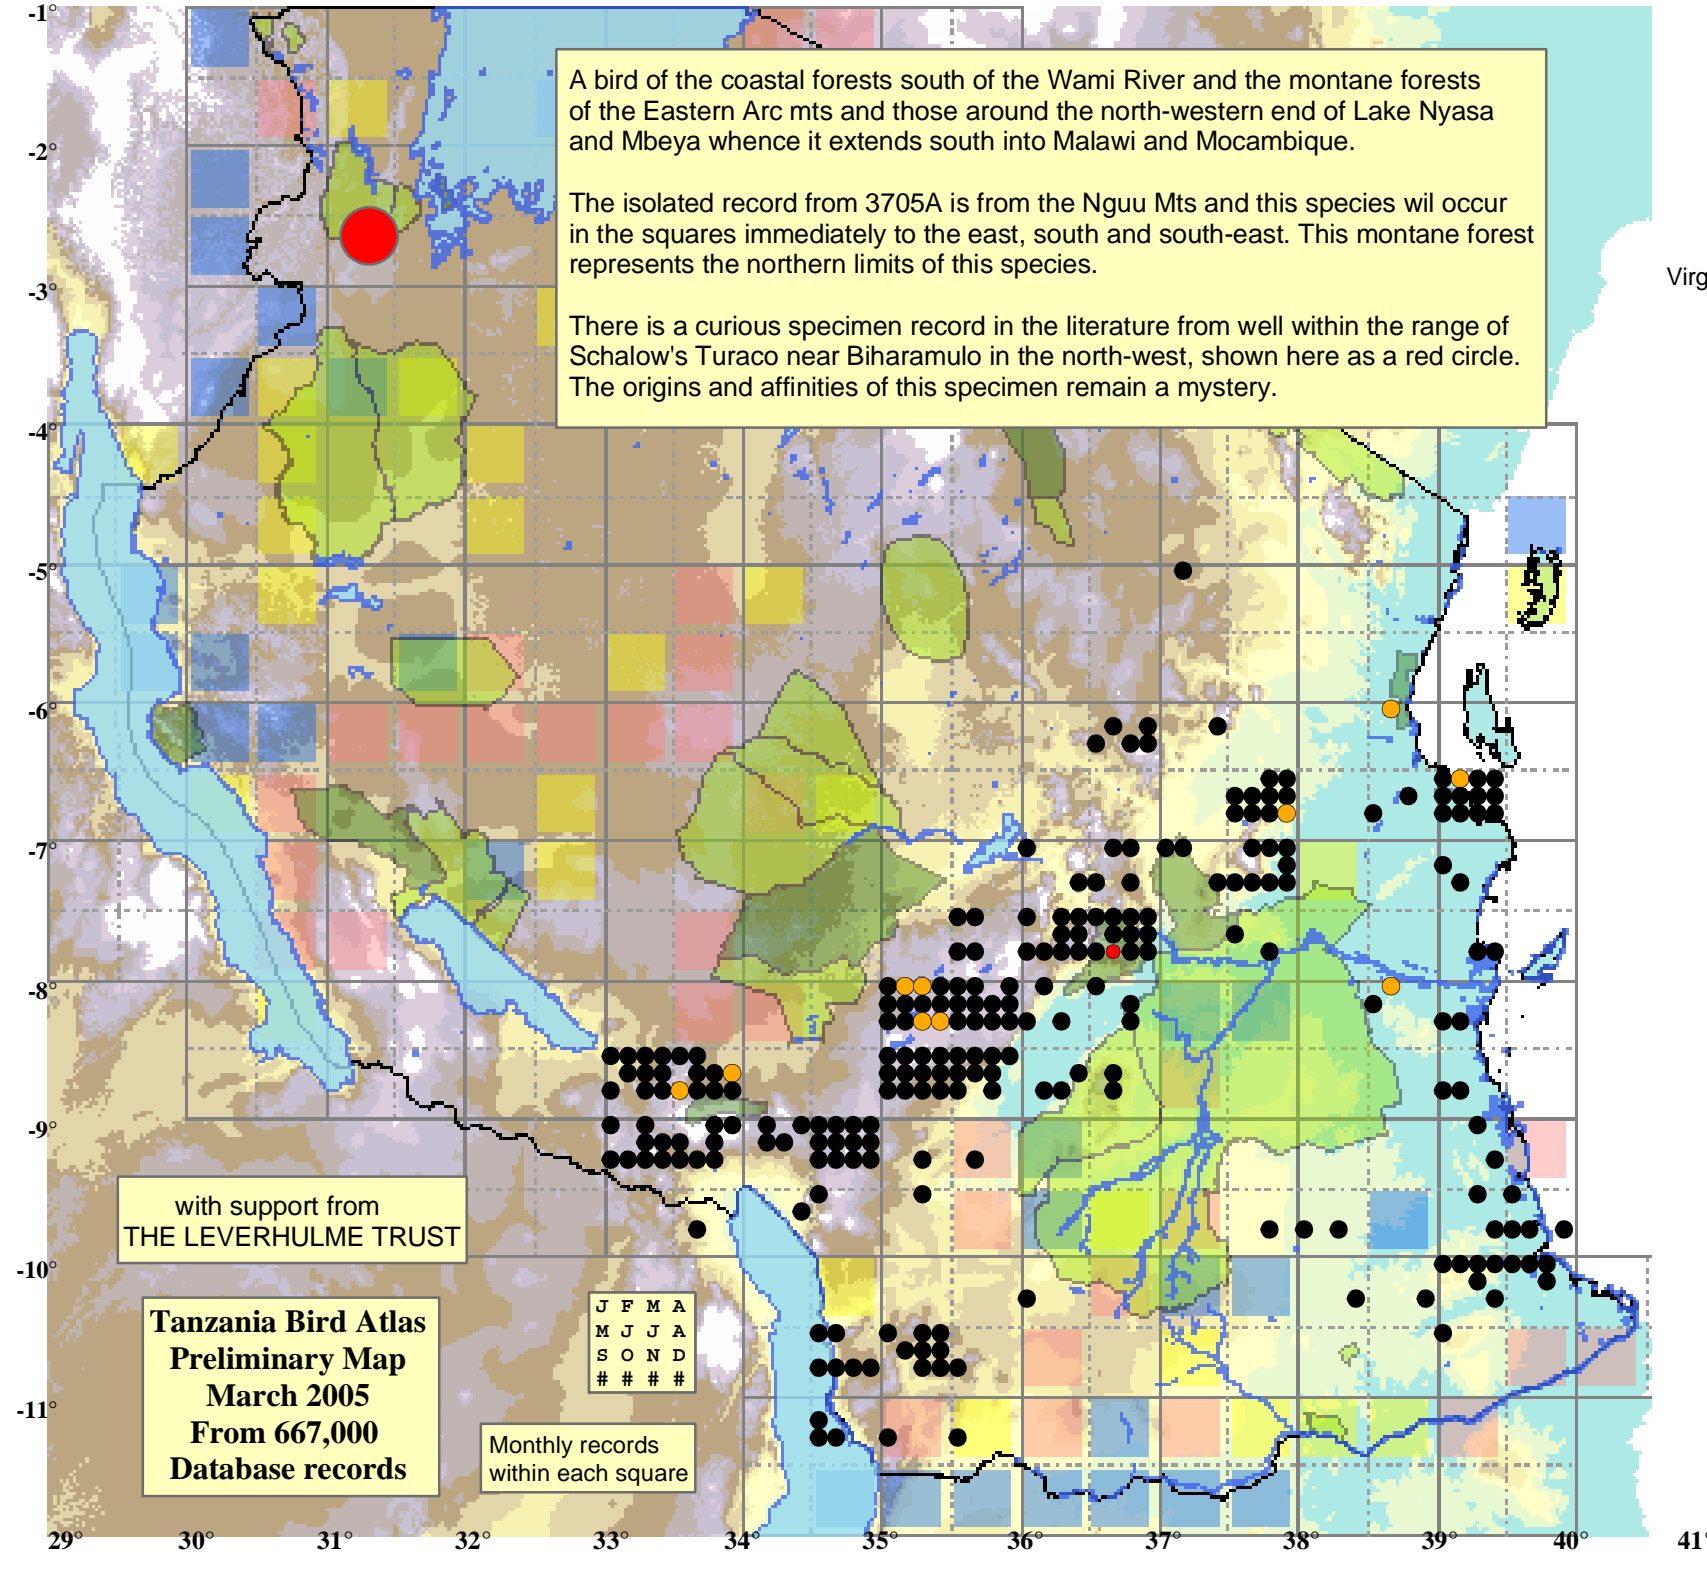 -1°
A bird of the coastal forests south of the Wami River and the montane forests
of the Eastern Arc mts and those around the north-western end of Lake Nyasa
and Mbeya whence it extends south into Malawi and Mocambique.
The isolated record from 3705A is from the Nguu Mts and this species wil occur
in the squares immediately to the east, south and south-east. This montane forest
represents the northern limits of this species.
There is a curious specimen record in the literature from well within the range of
Schalow's Turaco near Biharamulo in the north-west, shown here as a red circle.
The origins and affinities of this specimen remain a mystery.
-2°
Virg
-3°
-4°
-5°
-6°
-7°
-8°
-9°
with support from
THE LEVERHULME TRUST
-10°
Tanzania Bird Atlas
Preliminary Map
March 2005
From 667,000
Database records
J F M A
M J J A
S O N D
# # # #
-11°
Monthly records
within each square
29° 30° 31° 32° 33° 34° 35° 36° 37° 38° 39° 40° 41°